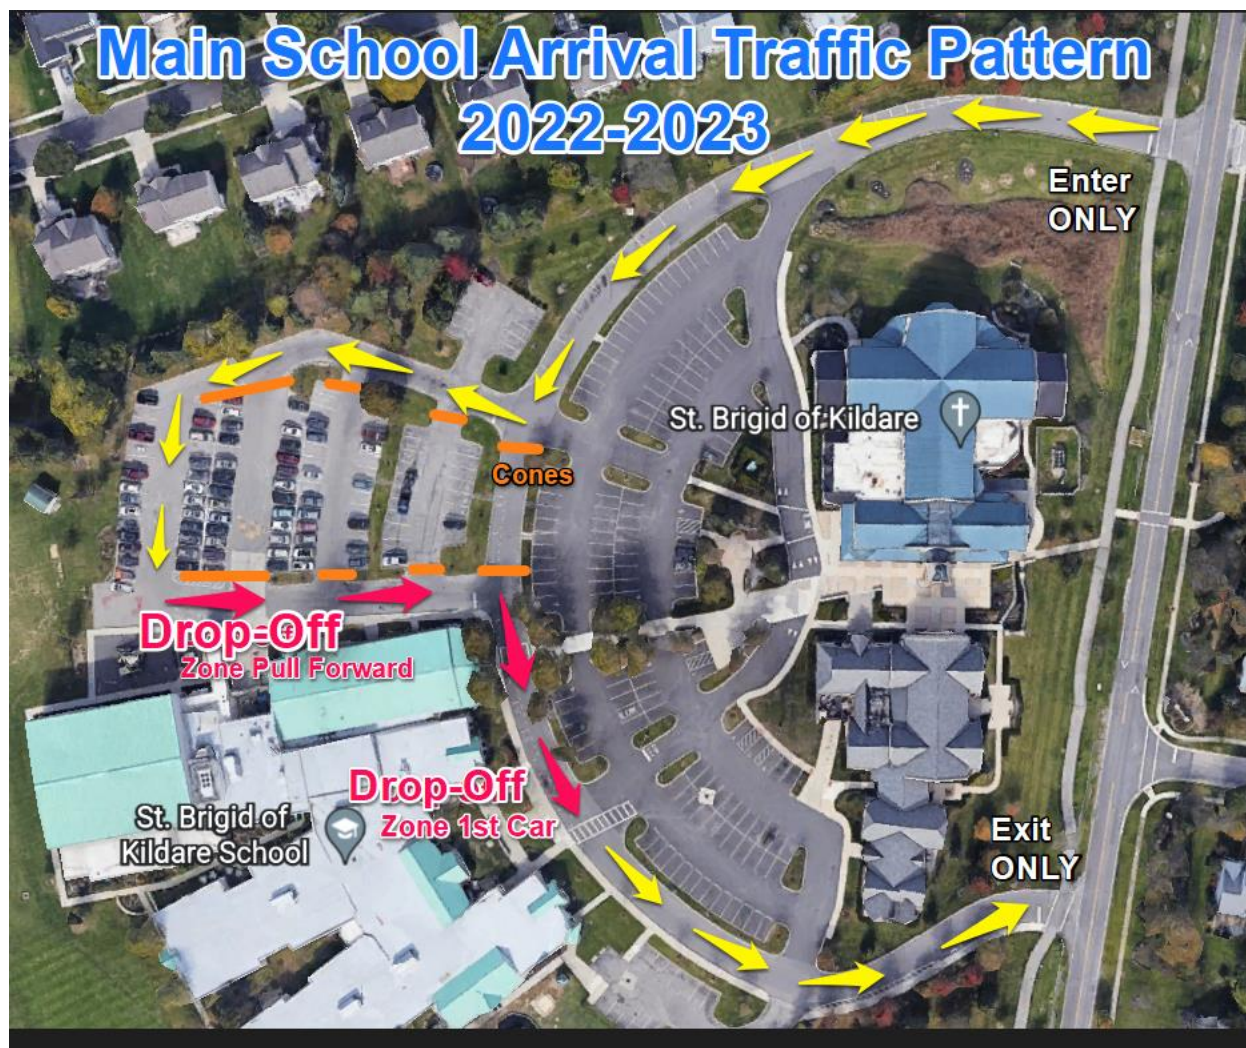 Main School Arrival Traffic Pattern
2022-2023
Enter
ONLY
St. Brigid of Kildare
Cones
Drop-Off
Zone Pull Forward
Drop-Off
Zone 1st Car
St. Brigid of
Kildare School
Exit
ONLY